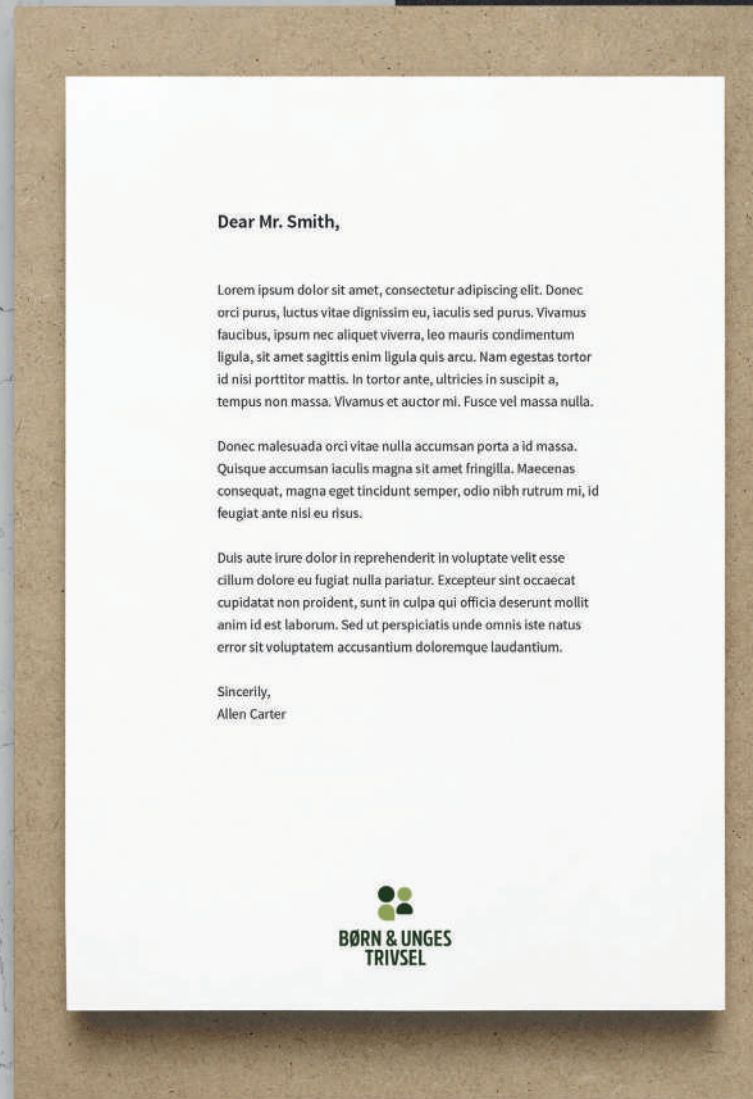 Dear Mr. Smith,
Lorem ipsum dolor sit amet, consectetur adipiscing elit. Donec
orci purus, luctus vitae dignissim eu, iaculis sed purus. Vivamus
faucibus, ipsum nec aliquet viverra, leo mauris condimentum
ligula, sit amet sagittis enim ligula quis arcu. Nam egestas tortor
id nisi porttitor mattis. In tortor ante, ultricies in suscipit a,
tempus non massa. Vivamus et auctor mi. Fusce vel massa nulla.
Donec malesuada orci vitae nulla accumsan porta a id massa.
Quisque accumsan iaculis magna sit amet fringilla. Maecenas
consequat, magna eget tincidunt semper, odio nibh rutrum mi, id
feugiat ante nisi eu risus.
Duis aute irure dolor in reprehenderit in voluptate velit esse
cillum dolore eu fugiat nulla pariatur. Excepteur sint occaecat
cupidatat non proident, sunt in culpa qui officia deserunt mollit
anim id est laborum. Sed ut perspiciatis unde omnis iste natus
error sit voluptatem accusantium doloremque laudantium.
Sincerily,
Allen Carter
BØRN & UNGES
TRIVSEL